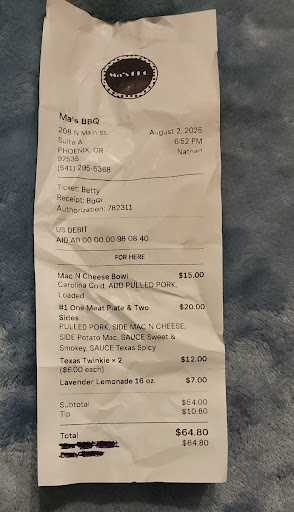 Ma's BBQ
Ma's BBQ
208 N Main St.
August 2, 2025
Suite A
6:52 PM
PHOENIX, OR
Nathan
97535
(541) 295-5368
Ticket: Betty
Receipt:
Authorization: 782311
US DEBIT
AID A0 00 00 00 98 08 40
FOR HERE
Mac N Cheese Bowl $15.00
Carolina Gold, ADD PULLED PORK,
Loaded
#1 One Meat Plate & Two $20.00
Sides
PULLED PORK, SIDE MAC N CHEESE,
SIDE Potato Mac, SAUCE Sweet &
Smokey, SAUCE Texas Spicy
Texas Twinkie × 2 $12.00
($6.00 each)
Lavender Lemonade 16 oz. $7.00
Subtotal $54.00
Tip $10.80
Total $64.80
$64.80